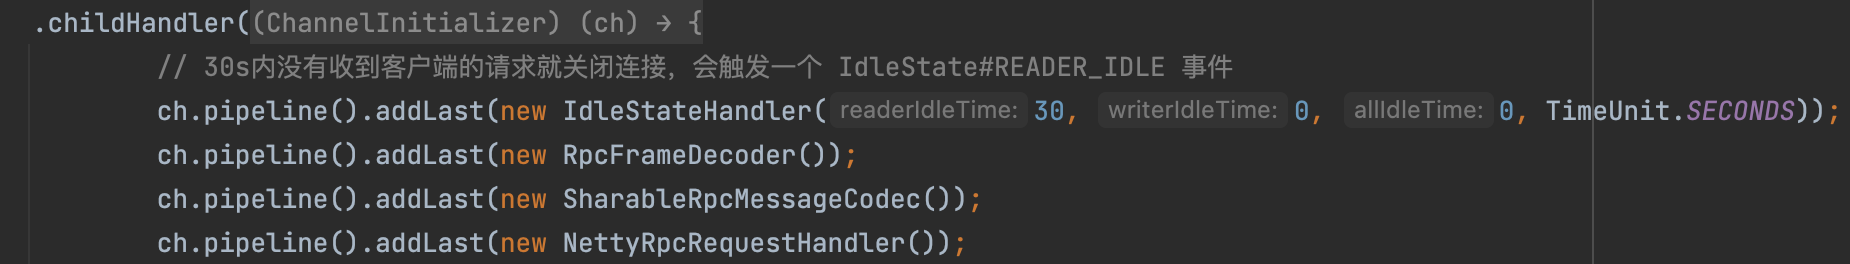 .childHandler((ChannelInitializer) (ch) → {
// 30s内没有收到客户端的请求就关闭连接，会触发一个 IdleState#READER_IDLE 事件
ch.pipeline().addLast(new IdleStateHandler( readerIdleTime: 30, writerIdleTime: 0, allIdleTime: 0, TimeUnit.SECONDS));
ch.pipeline().addLast(new RpcFrameDecoder());
ch.pipeline().addLast(new SharableRpcMessageCodec());
ch.pipeline().addLast(new NettyRpcRequestHandler());